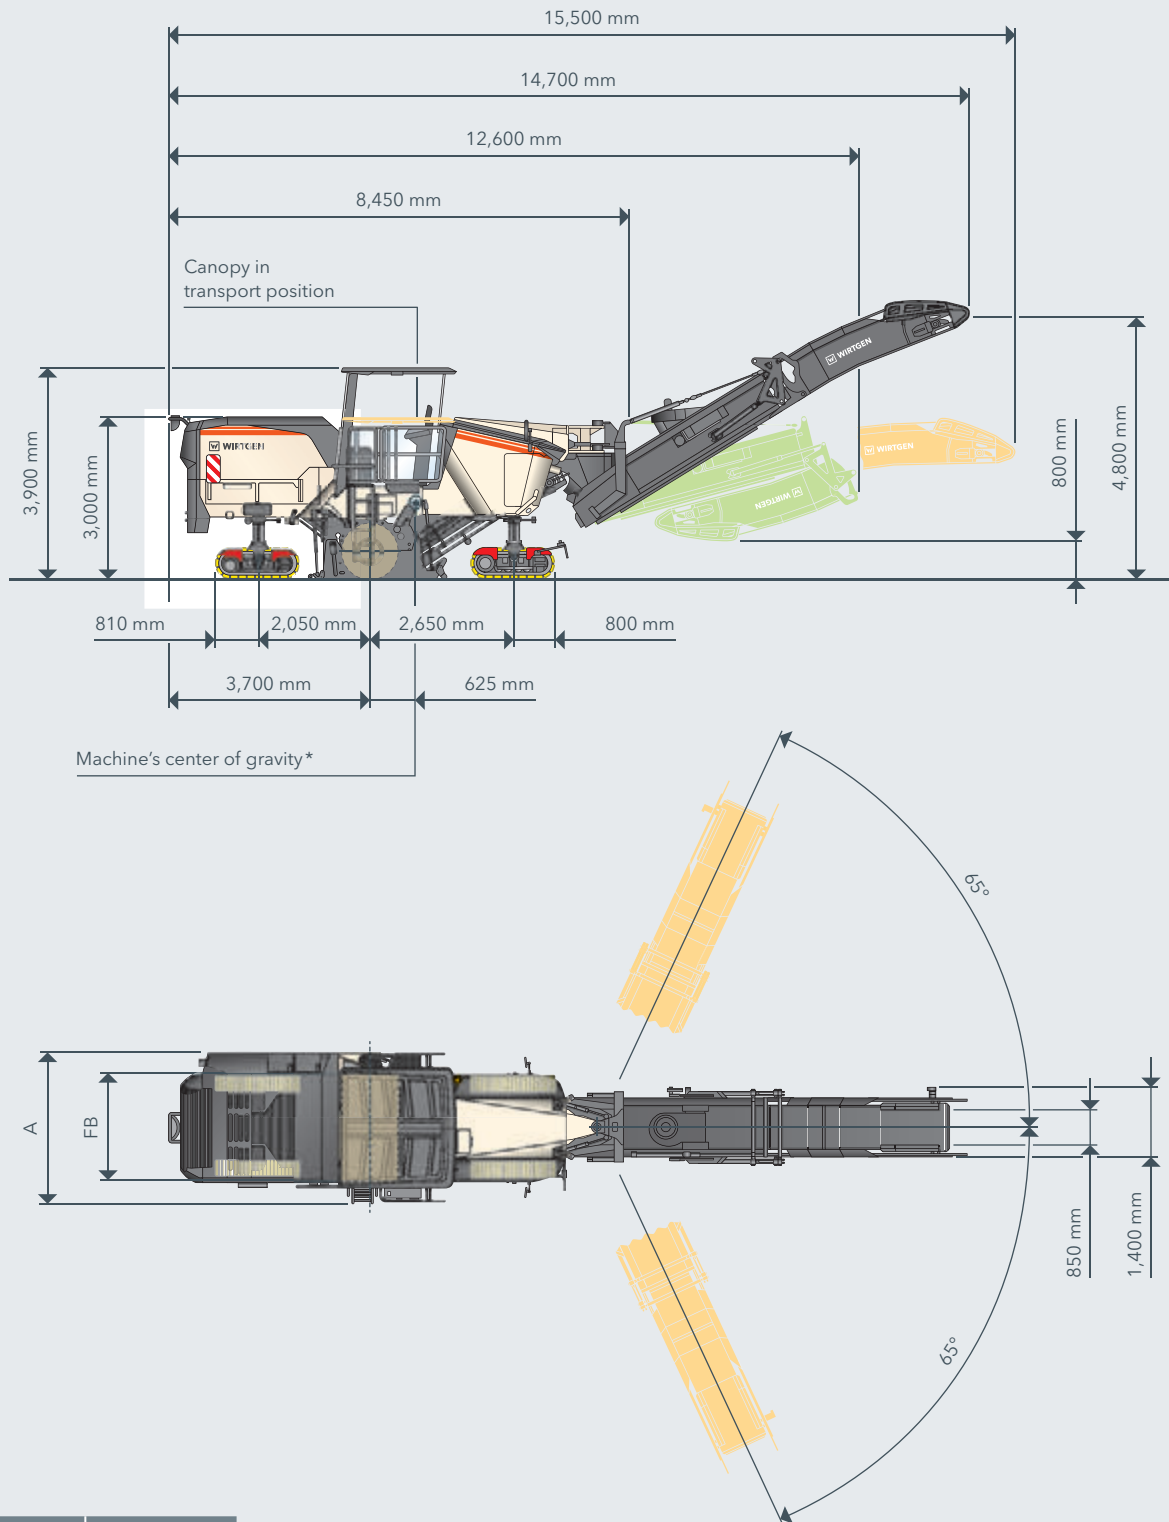 15,500 mm
14,700 mm
12,600 mm
8,450 mm
Canopy in
transport position
WIRTGEN
W WIRTGEN
W WIRTGEN
W WIRTGEN
3,900 mm
3,000 mm
800 mm
4,800 mm
810 mm
2,050 mm
2,650 mm
800 mm
3,700 mm
625 mm
Machine's center of gravity*
65°
A
FB
850 mm
1,400 mm
65°